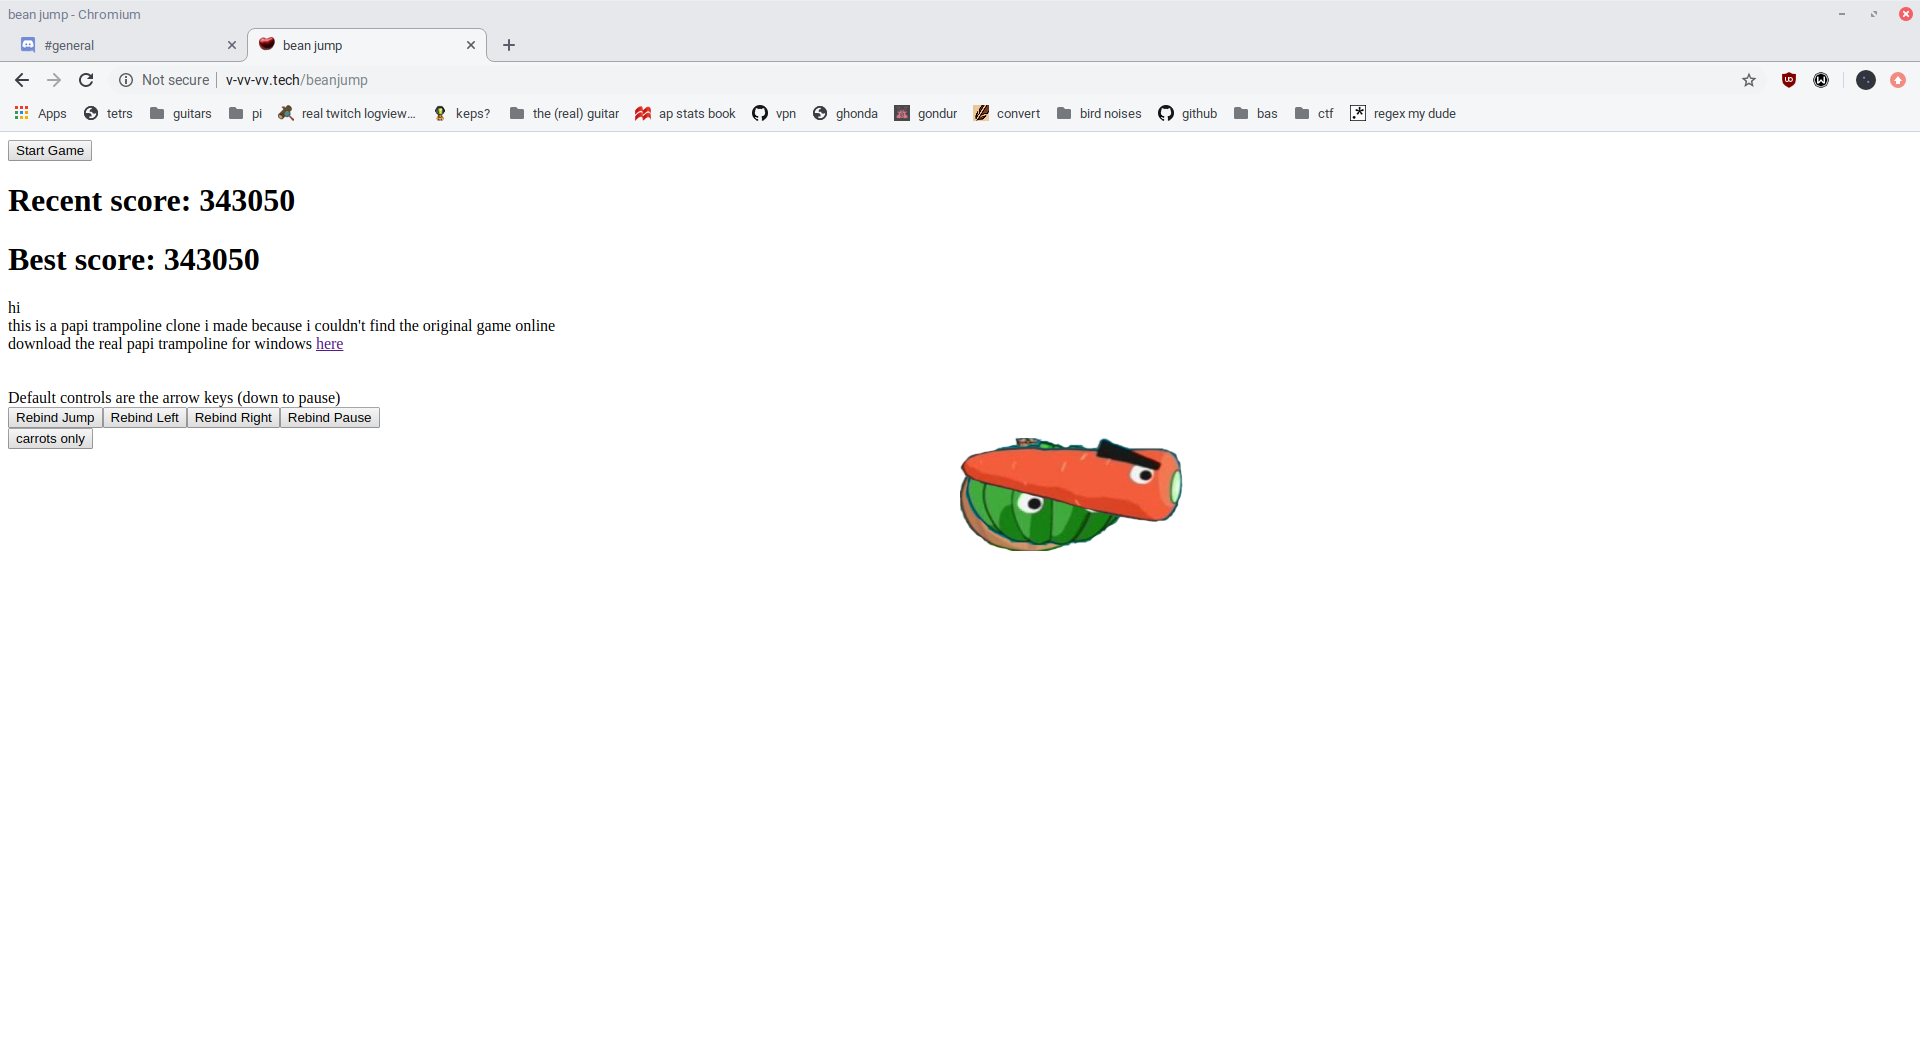 bean jump - Chromium
#general
bean jump
Not secure v-vv-vv.tech/beanjump
Apps tetrs guitars pi real twitch logview... keps? the (real) guitar ap stats book vpn ghonda gondur convert bird noises github bas ctf regex my dude
Start Game
Recent score: 343050
Best score: 343050
hi
this is a papi trampoline clone i made because i couldn't find the original game online
download the real papi trampoline for windows here
Default controls are the arrow keys (down to pause)
Rebind Jump Rebind Left Rebind Right Rebind Pause
carrots only